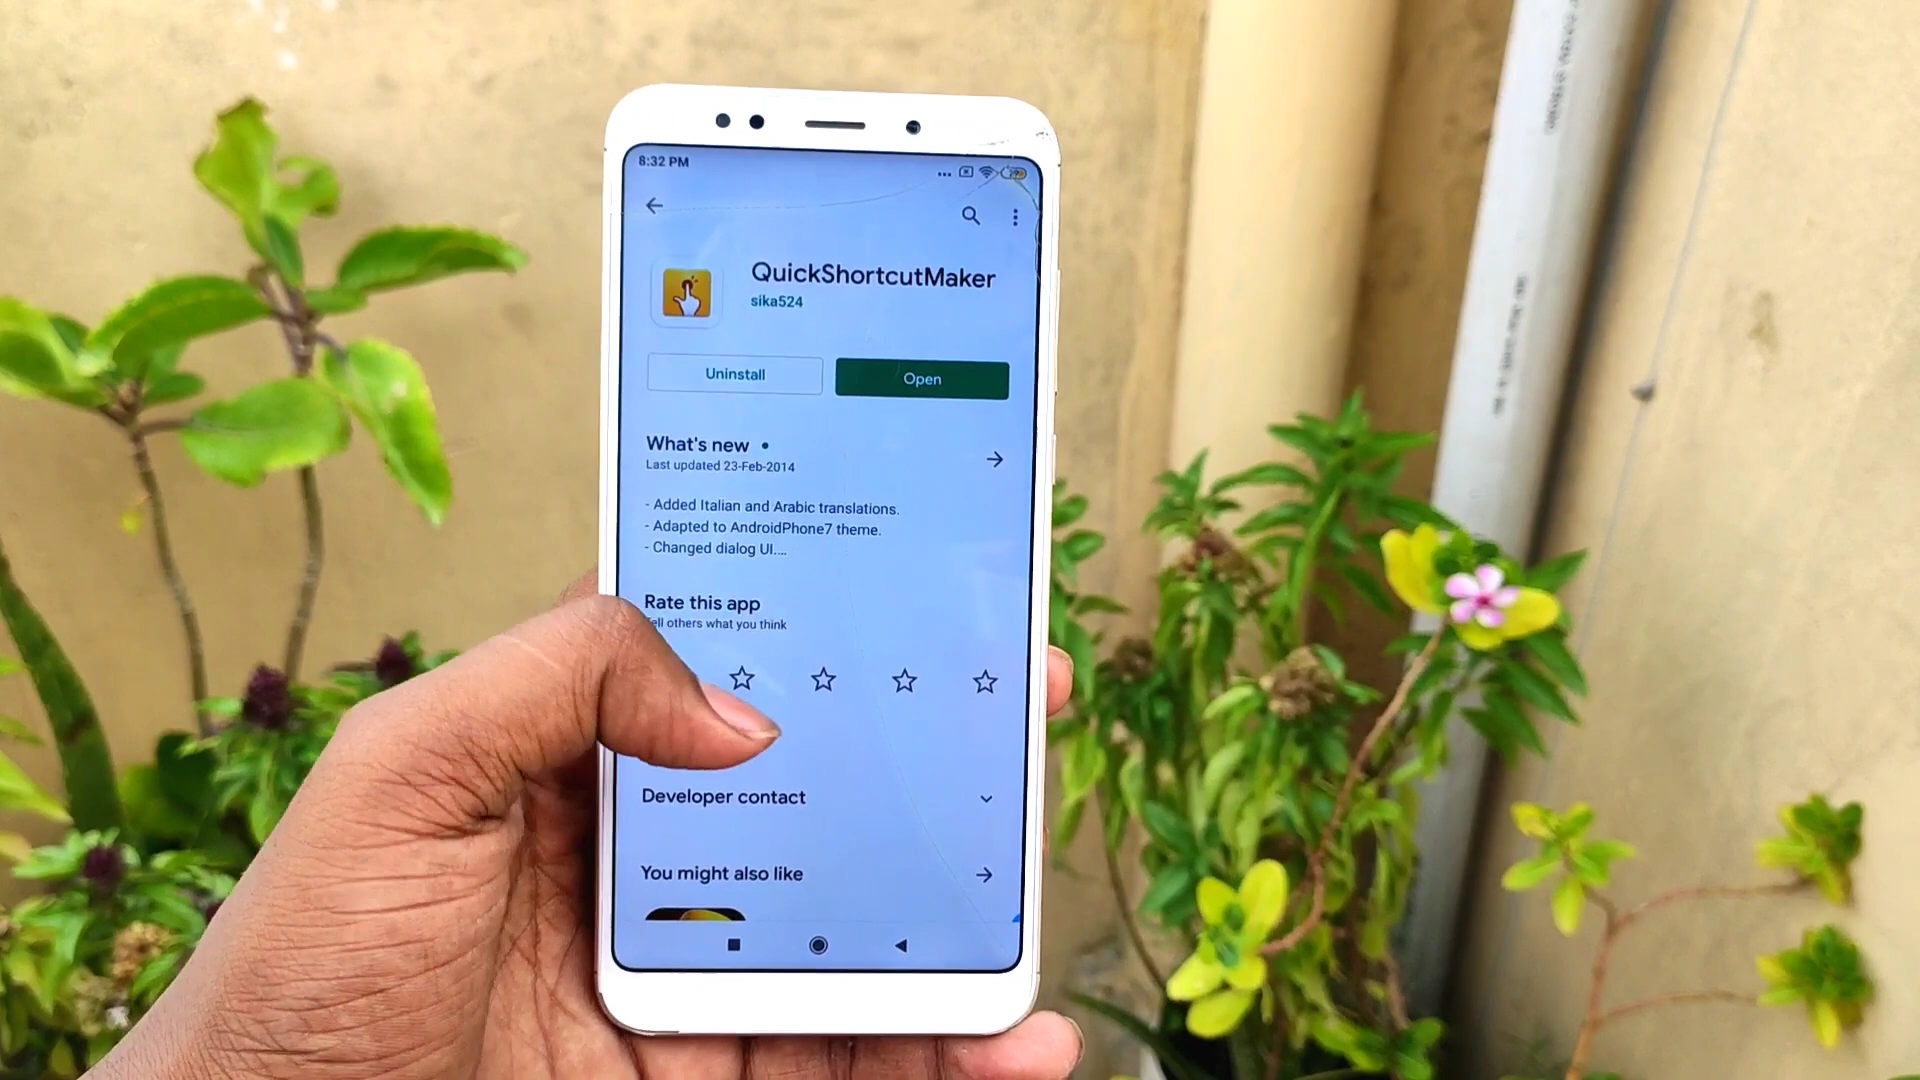 8:32 PM
QuickShortcutMaker
sika524
Uninstall
Open
What's new •
Last updated 23-Feb-2014
- Added Italian and Arabic translations.
- Adapted to AndroidPhone7 theme.
- Changed dialog UI....
Rate this app
ell others what you think
Developer contact
You might also like